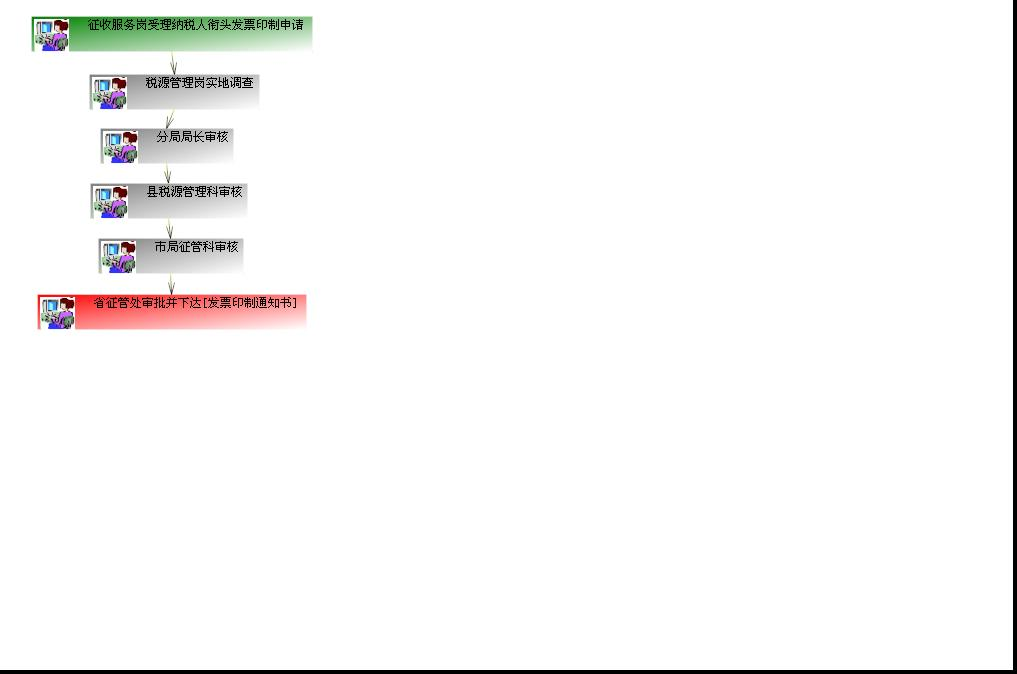 征收服务岗受理纳税人衔头发票印制申请
税源管理岗实地调查
分局局长审核
县税源管理科审核
市局征管科审核
省征管处审批并下达[发票印制通知书]